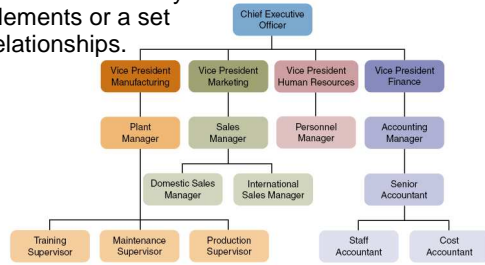 lements or a set
elationships.
Chief Executive
Officer
Vice President
Manufacturing
Vice President
Marketing
Vice President
Human Resources
Vice President
Finance
Plant
Manager
Sales
Manager
Personnel
Manager
Accounting
Manager
Domestic Sales
Manager
International
Sales Manager
Senior
Accountant
Training
Supervisor
Maintenance
Supervisor
Production
Supervisor
Staff
Accountant
Cost
Accountant